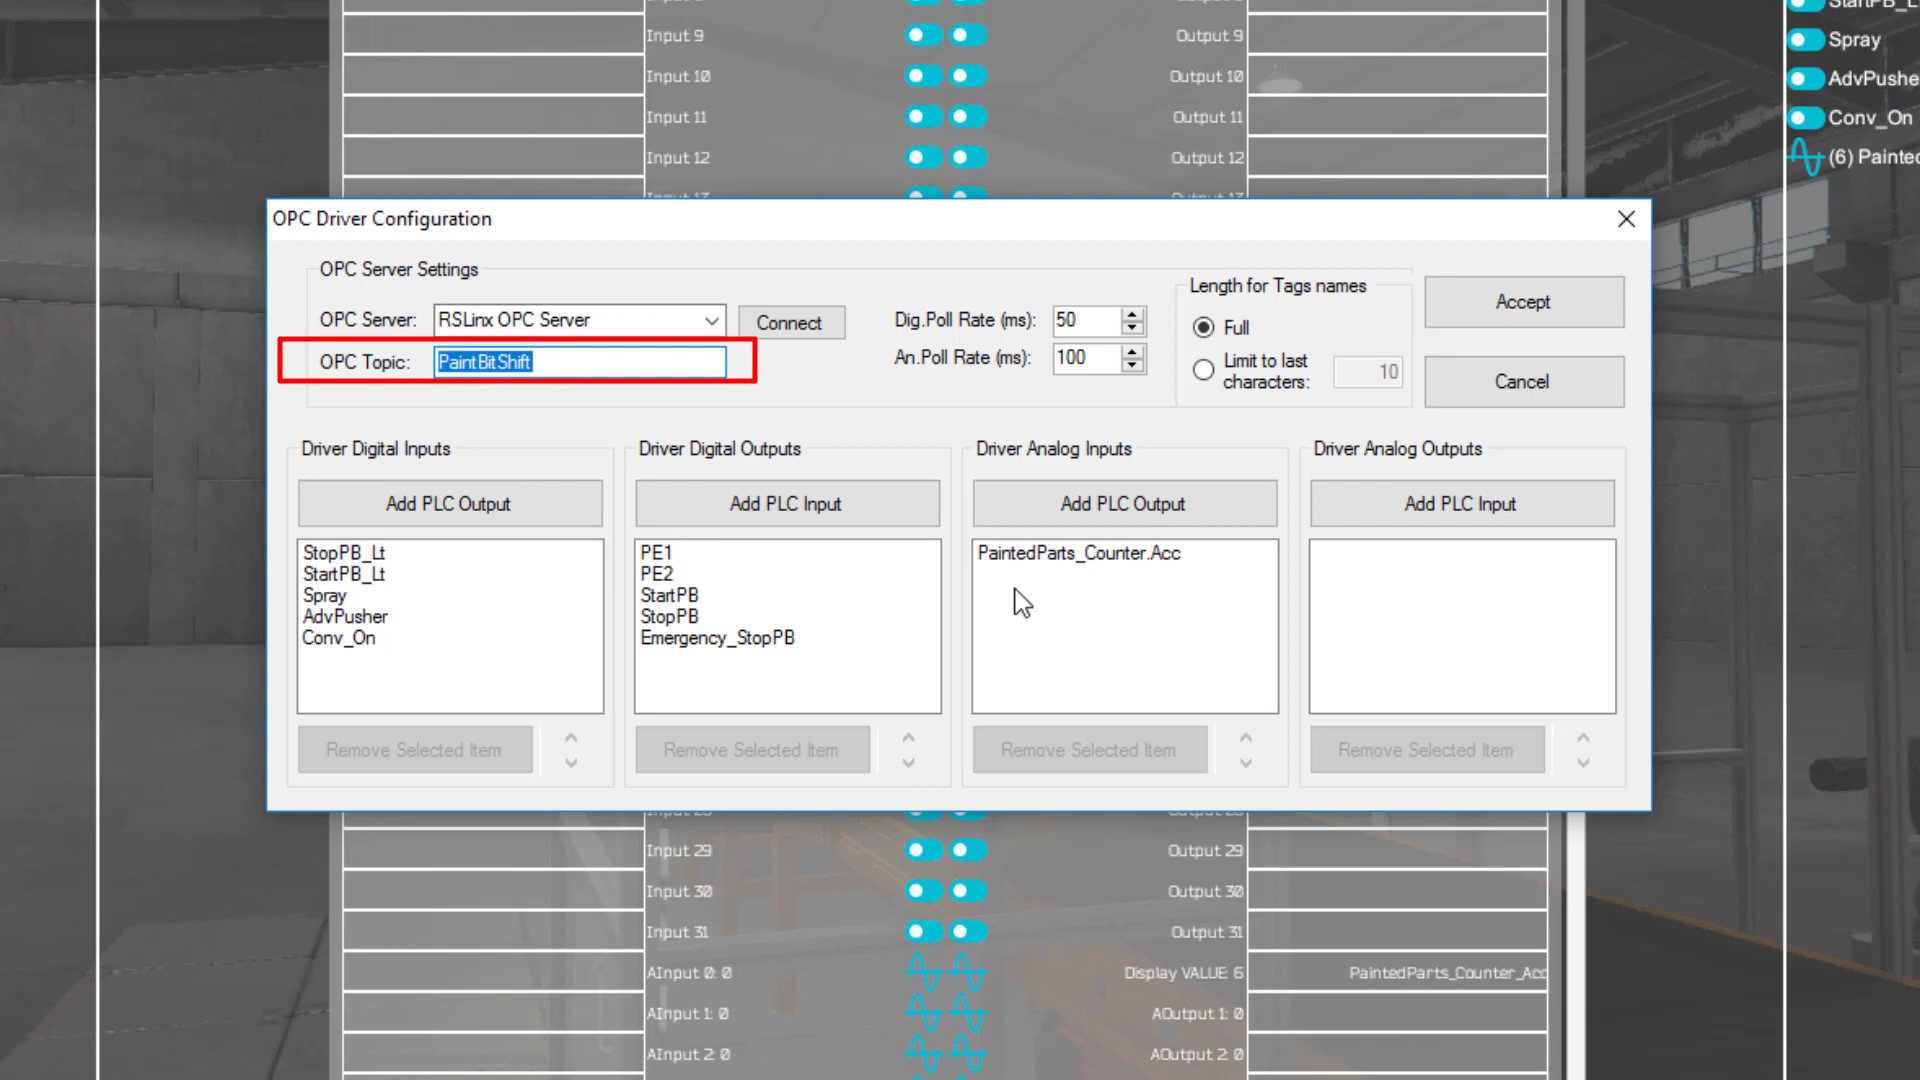 StartPB_L
Input 9
Output 9
Spray
Input 10
Output 10
AdvPushe
Input 11
Output 11
Conv_On
Input 12
Output 12
(6) Painted
OPC Driver Configuration
OPC Server Settings
OPC Server:
RSLinx OPC Server
Connect
OPC Topic:
PaintBitShift
Dig.Poll Rate (ms):
50
An.Poll Rate (ms):
100
Length for Tags names
Full
Limit to last
characters:
10
Accept
Cancel
Driver Digital Inputs
Add PLC Output
StopPB_Lt
StartPB_Lt
Spray
AdvPusher
Conv_On
Remove Selected Item
Driver Digital Outputs
Add PLC Input
PE1
PE2
StartPB
StopPB
Emergency_StopPB
Remove Selected Item
Driver Analog Inputs
Add PLC Output
PaintedParts_Counter.Acc
Remove Selected Item
Driver Analog Outputs
Add PLC Input
Remove Selected Item
Input 29
Output 29
Input 30
Output 30
Input 31
Output 31
AInput 0: 0
Display VALUE: 6
PaintedParts_Counter_Acc
AInput 1: 0
AOutput 1: 0
AInput 2: 0
AOutput 2: 0